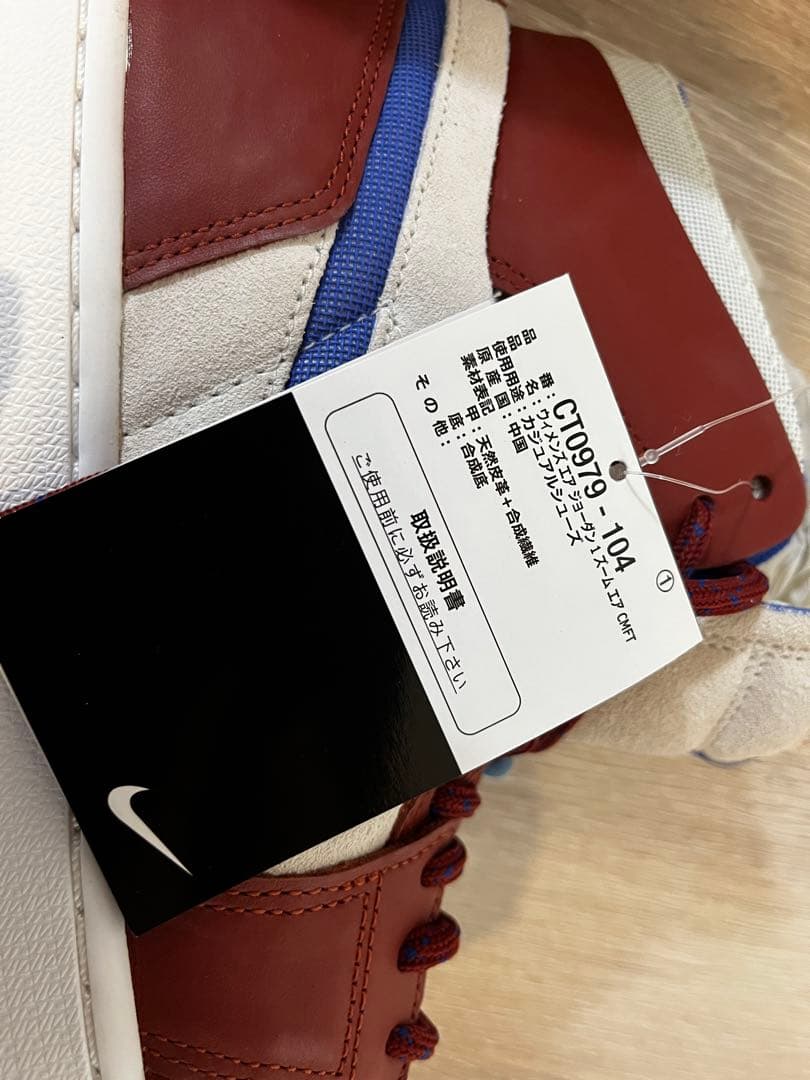 ①
品番：CT0979-104
品名：ウィメンズ エア ジョーダン 1 ズーム エア CMFT
使用用途：カジュアルシューズ
原産国：中国
素材表記　甲：天然皮革＋合成繊維
底：合成底
その他：
取扱説明書
ご使用前に必ずお読み下さい